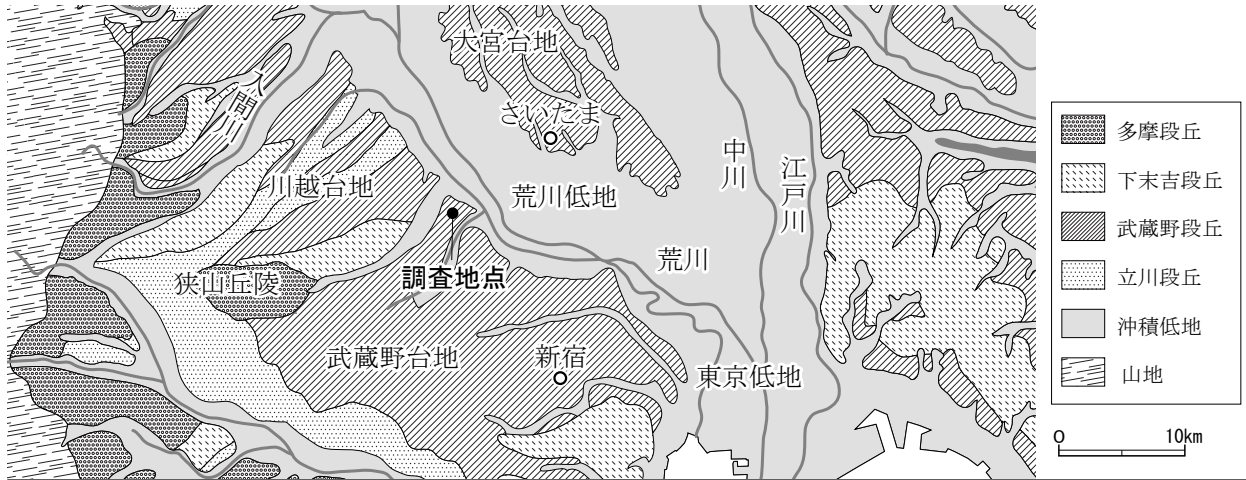 大宮台地
入間川
さいたま
川越台地
荒川低地
中川
江戸川
荒川
調査地点
狭山丘陵
武蔵野台地
新宿
東京低地
多摩段丘
下末吉段丘
武蔵野段丘
立川段丘
沖積低地
山地
0 10km